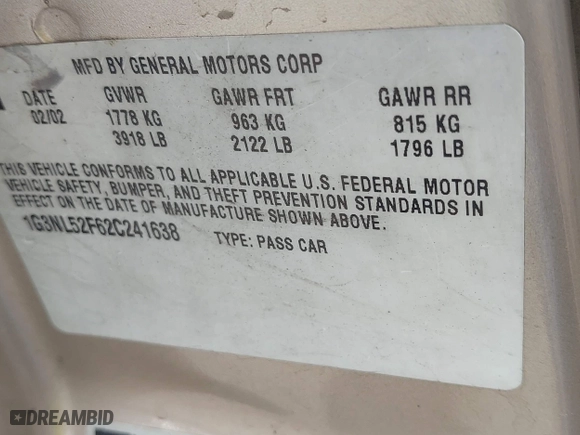 MFD BY GENERAL MOTORS CORP
DATE GVWR GAWR FRT GAWR RR
02/02 1778 KG 963 KG 815 KG
3918 LB 2122 LB 1796 LB
THIS VEHICLE CONFORMS TO ALL APPLICABLE U.S. FEDERAL MOTOR
VEHICLE SAFETY, BUMPER, AND THEFT PREVENTION STANDARDS IN
EFFECT ON THE DATE OF MANUFACTURE SHOWN ABOVE.
1G3NL52F62C241638 TYPE: PASS CAR
DREAMBID